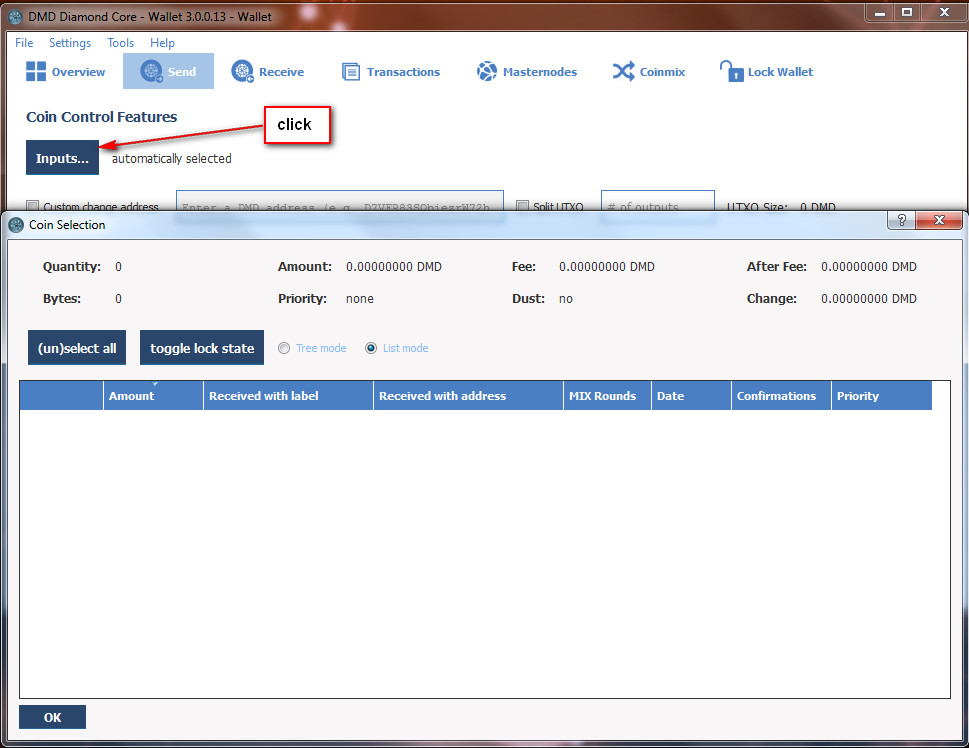 DMD Diamond Core - Wallet 3.0.0.13 - Wallet
File Settings Tools Help
Overview Send Receive Transactions Masternodes Coinmix Lock Wallet
Coin Control Features
click
Inputs... automatically selected
Custom change address Enter a DMD address (e.g. Split UTXO # of outputs UTXO Size: 0 DMD
Coin Selection
Quantity: 0 Amount: 0.00000000 DMD Fee: 0.00000000 DMD After Fee: 0.00000000 DMD
Bytes: 0 Priority: none Dust: no Change: 0.00000000 DMD
(un)select all toggle lock state Tree mode List mode
Amount Received with label Received with address MIX Rounds Date Confirmations Priority
OK